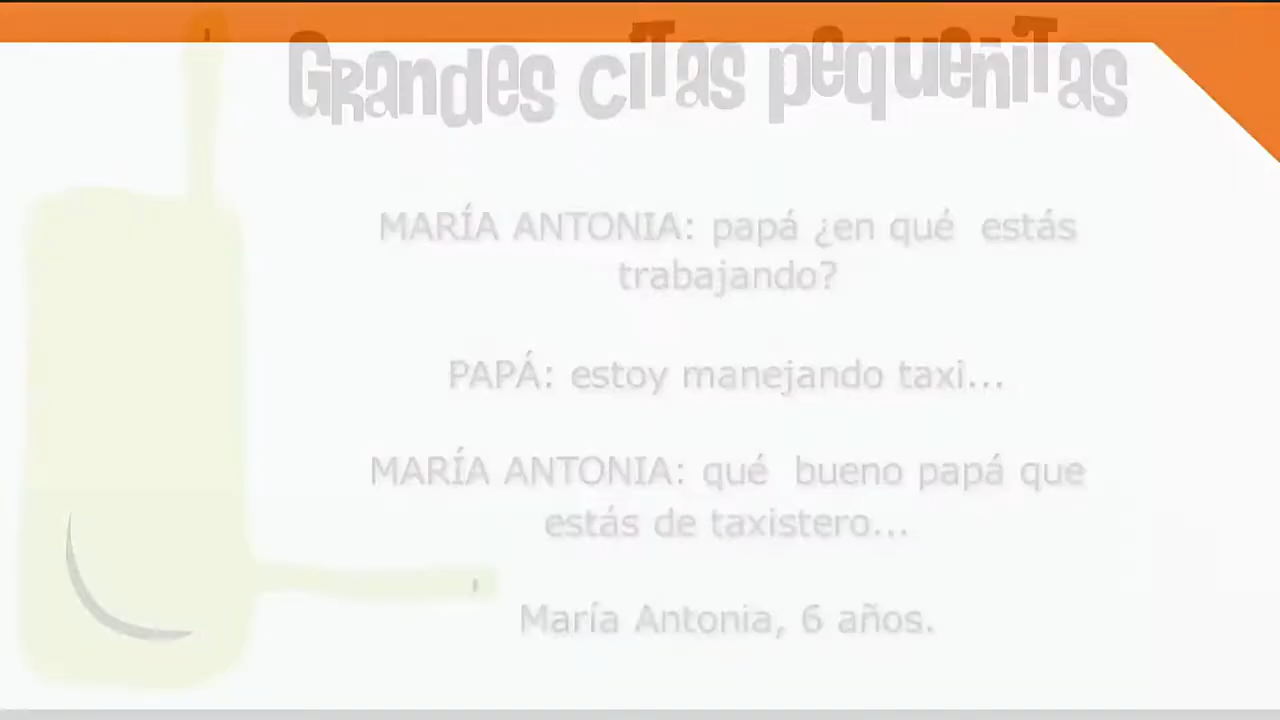 Grandes citas pequeñitas
MARÍA ANTONIA: papá ¿en qué estás
trabajando?
PAPÁ: estoy manejando taxi...
MARÍA ANTONIA: qué bueno papá que
estás de taxistero...
María Antonia, 6 años.